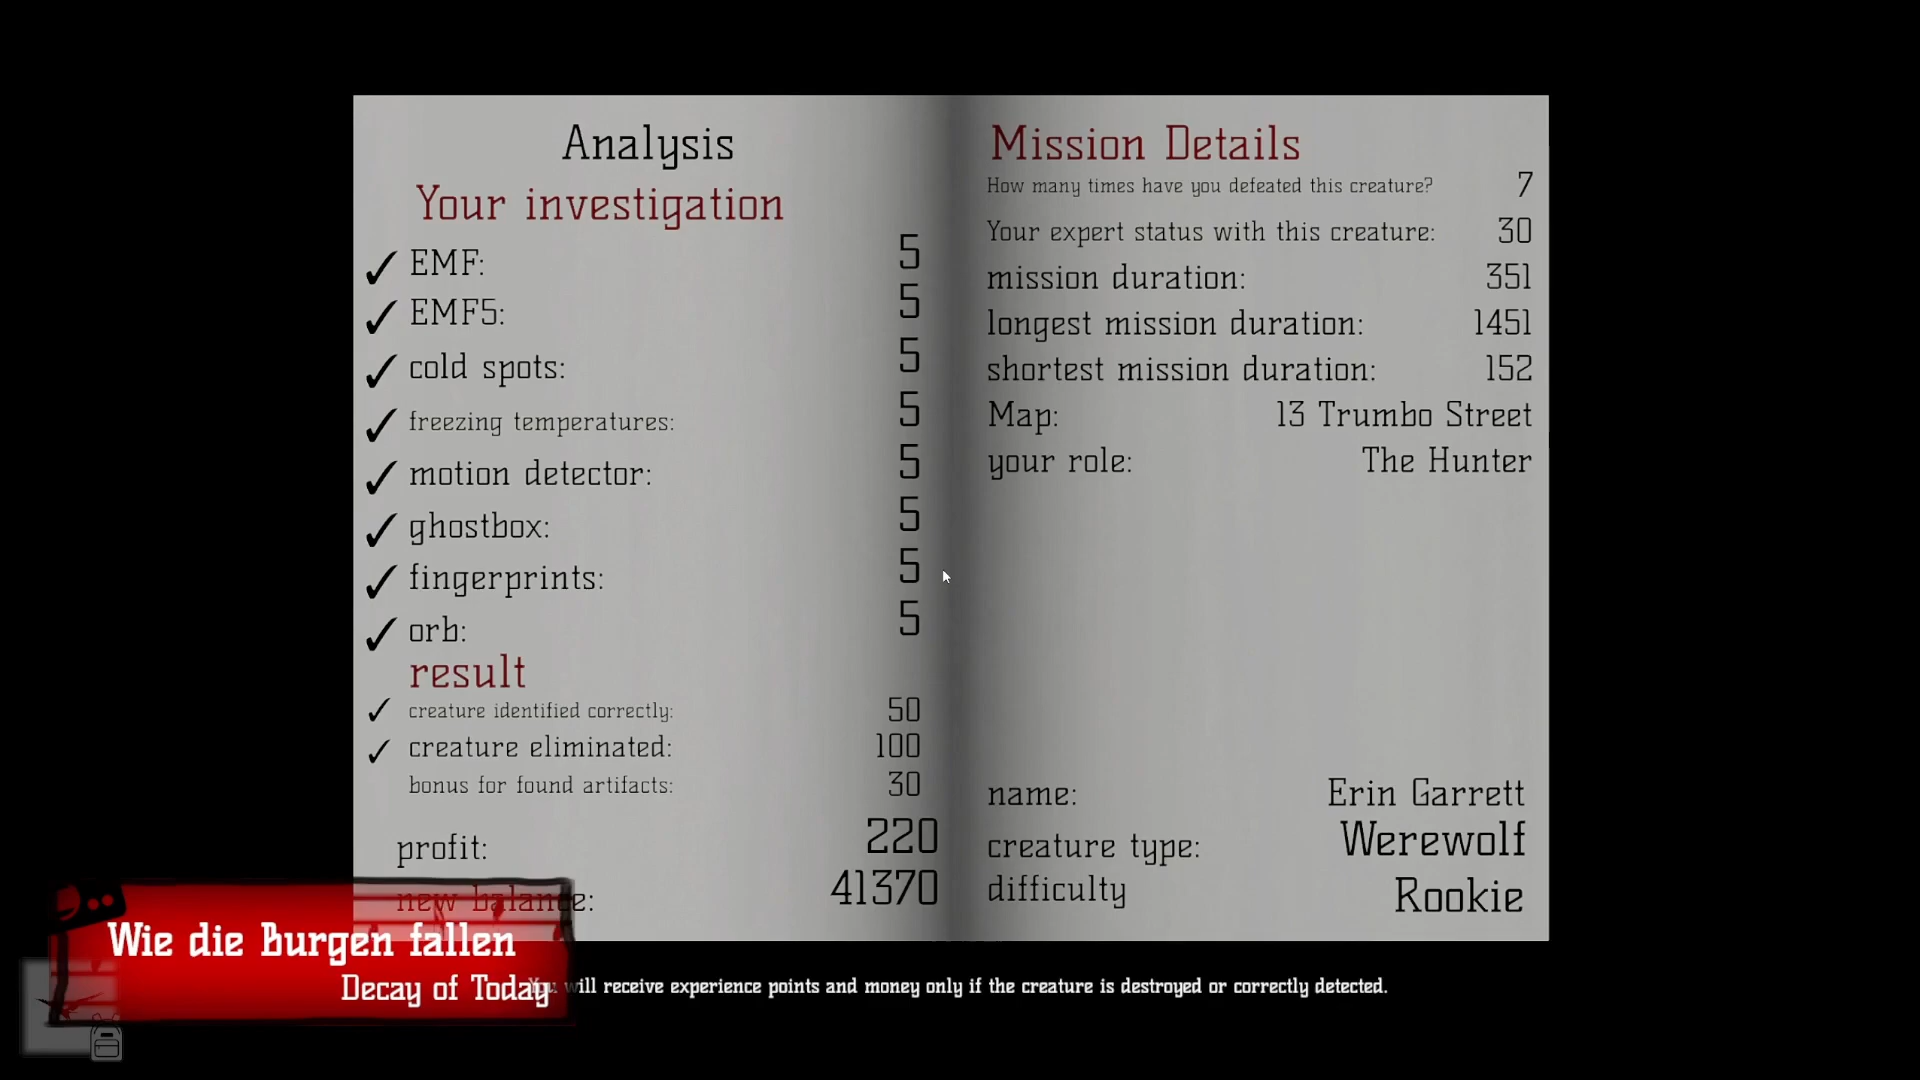 Analysis
Your investigation
✓ EMF: 5
✓ EMF5: 5
✓ cold spots: 5
✓ freezing temperatures: 5
✓ motion detector: 5
✓ ghostbox: 5
✓ fingerprints: 5
✓ orb: 5
result
✓ creature identified correctly: 50
✓ creature eliminated: 100
bonus for found artifacts: 30
profit: 220
new balance: 41370
Mission Details
How many times have you defeated this creature? 7
Your expert status with this creature: 30
mission duration: 351
longest mission duration: 1451
shortest mission duration: 152
Map: 13 Trumbo Street
your role: The Hunter
name: Erin Garrett
creature type: Werewolf
difficulty Rookie
Wie die Burgen fallen
Decay of Today
You will receive experience points and money only if the creature is destroyed or correctly detected.